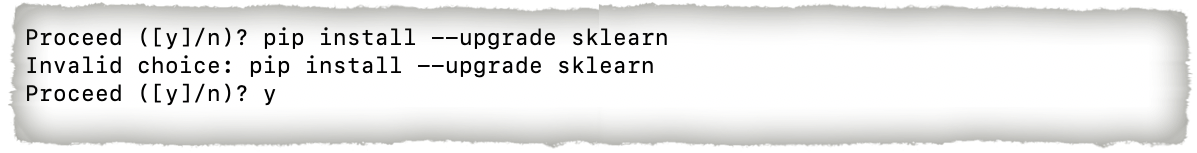 Proceed ([y]/n)? pip install --upgrade sklearn
Invalid choice: pip install --upgrade sklearn
Proceed ([y]/n)? y